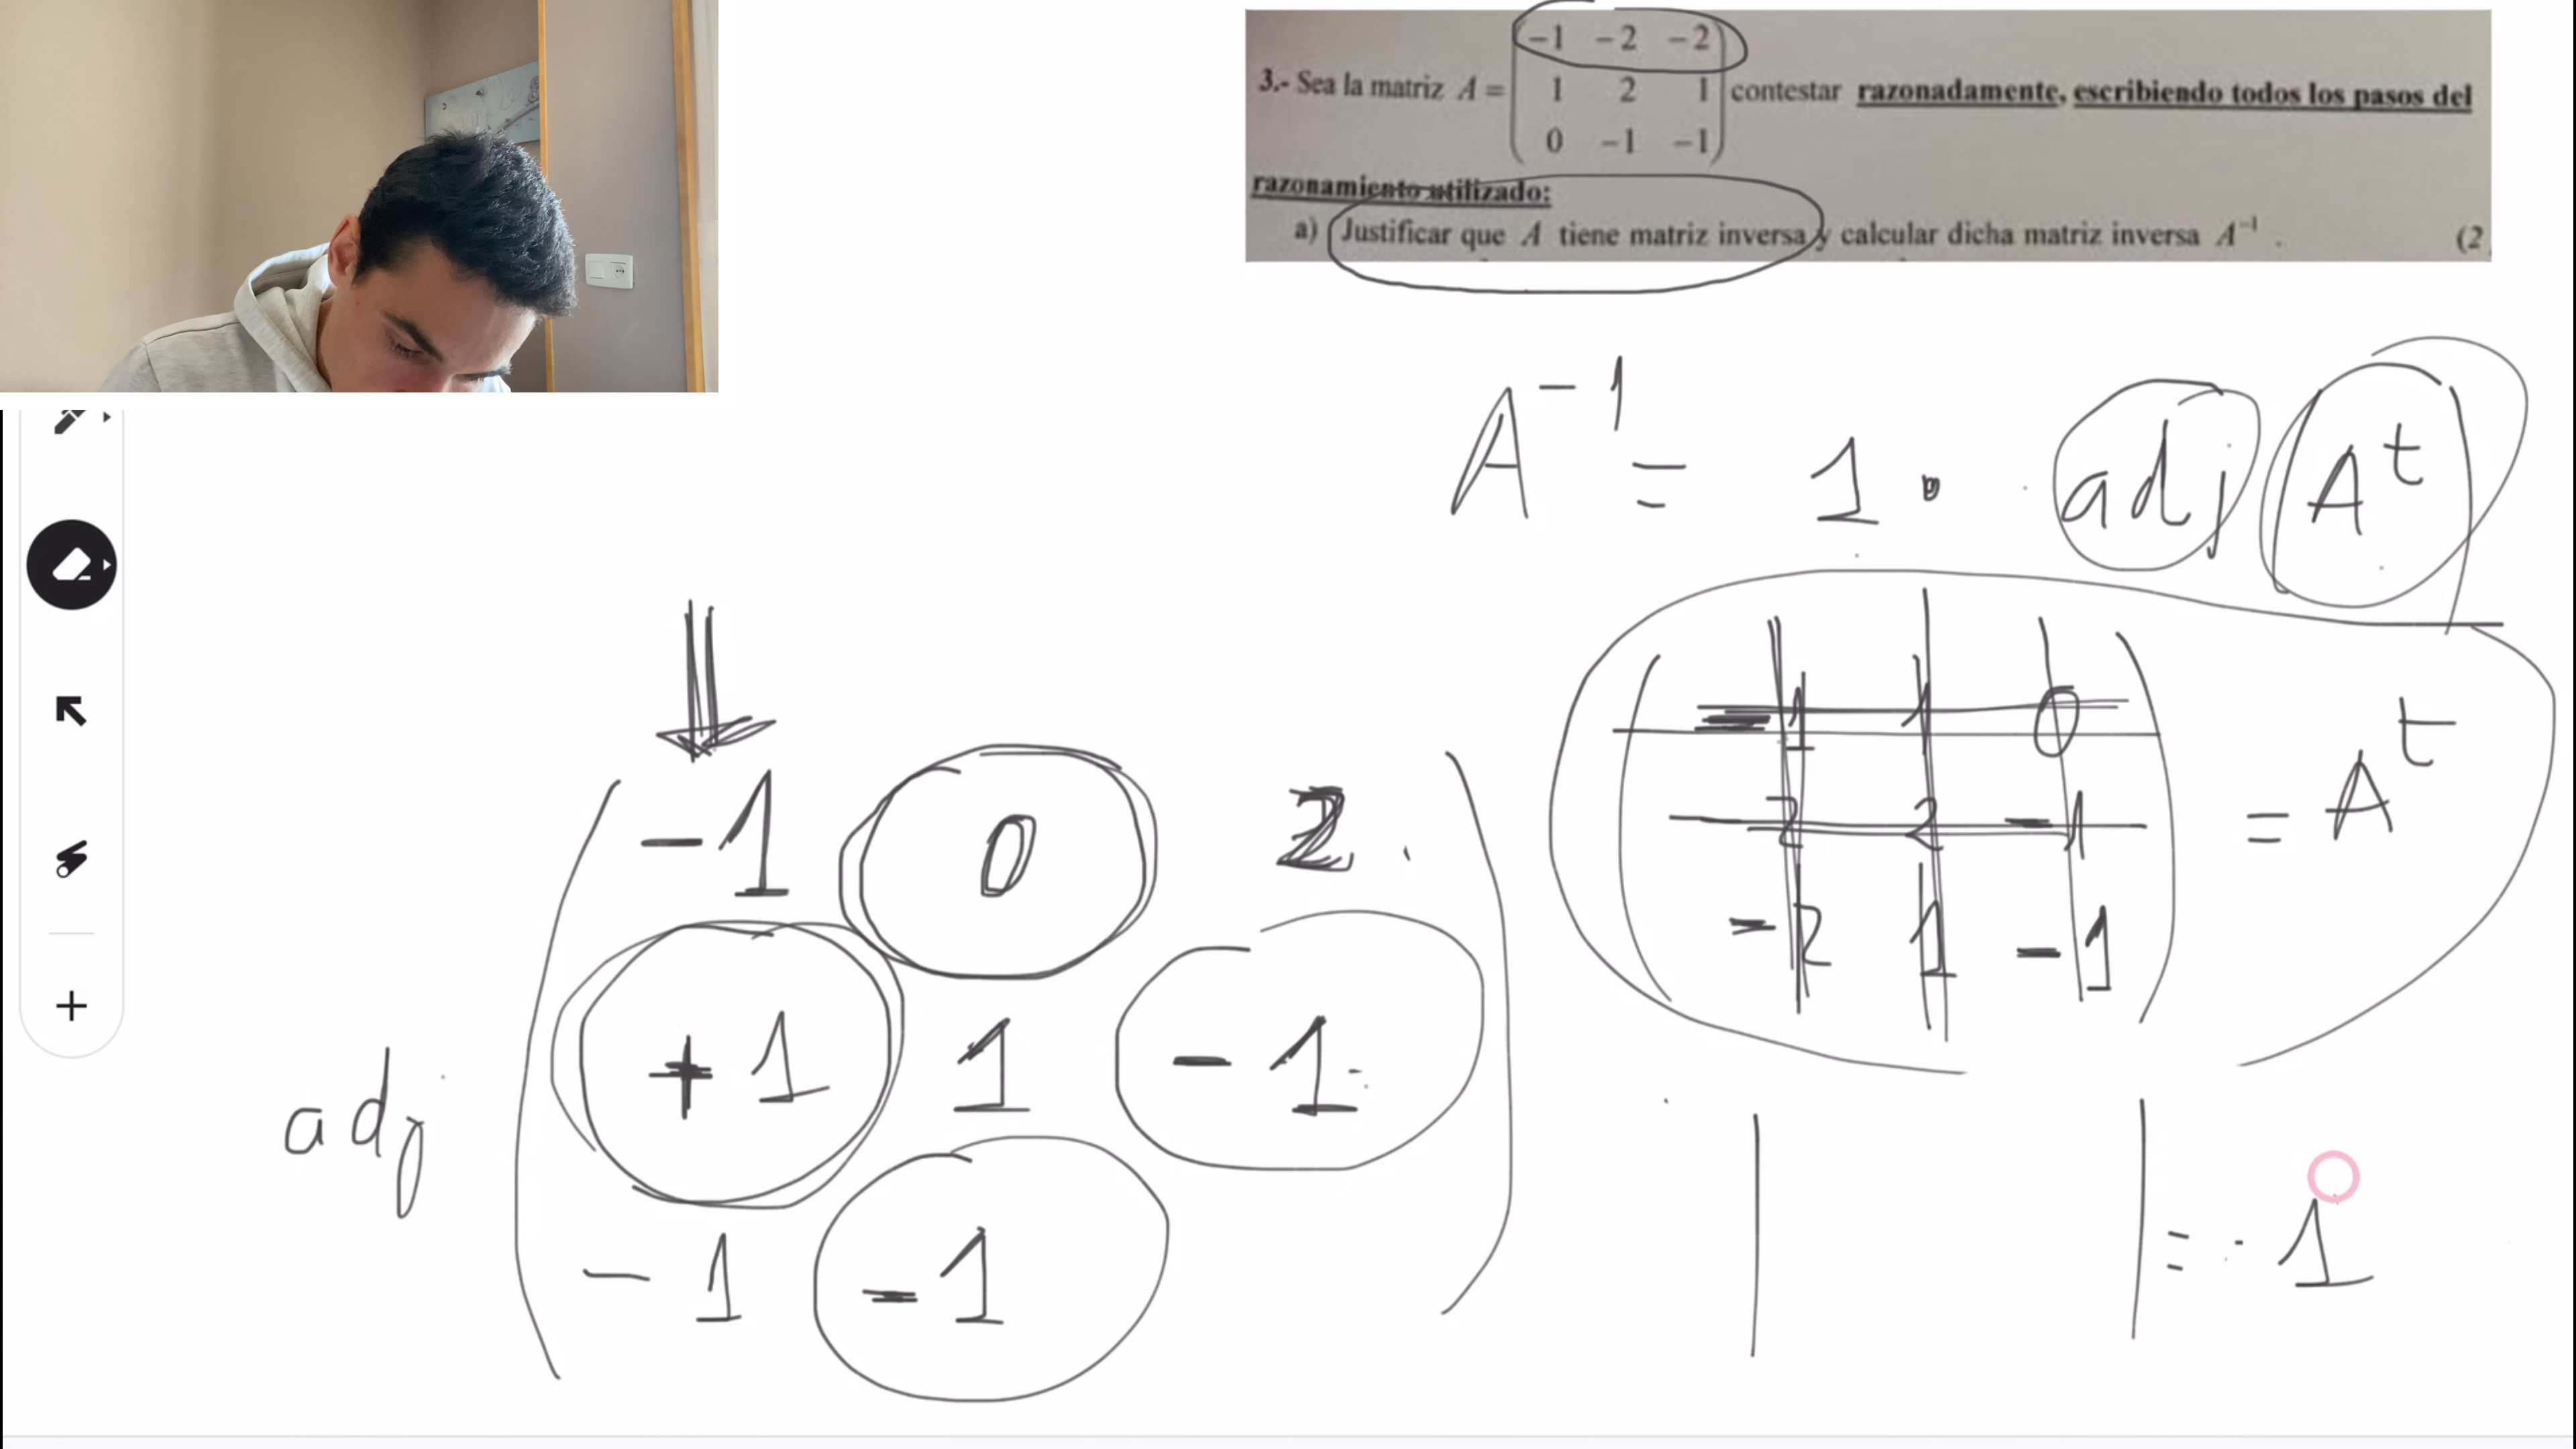 3.- Sea la matriz A = ( -1 -2 -2
1 2 1
0 -1 -1 ) contestar razonadamente, escribiendo todos los pasos del
razonamiento utilizado:
a) Justificar que A tiene matriz inversa y calcular dicha matriz inversa A⁻¹ . (2
A⁻¹ = 1 · adj Aᵗ
-1 1 0
-2 2 -1 = Aᵗ
-2 1 -1
-1 0 2
adj +1 1 -1
-1 -1
| | = -1